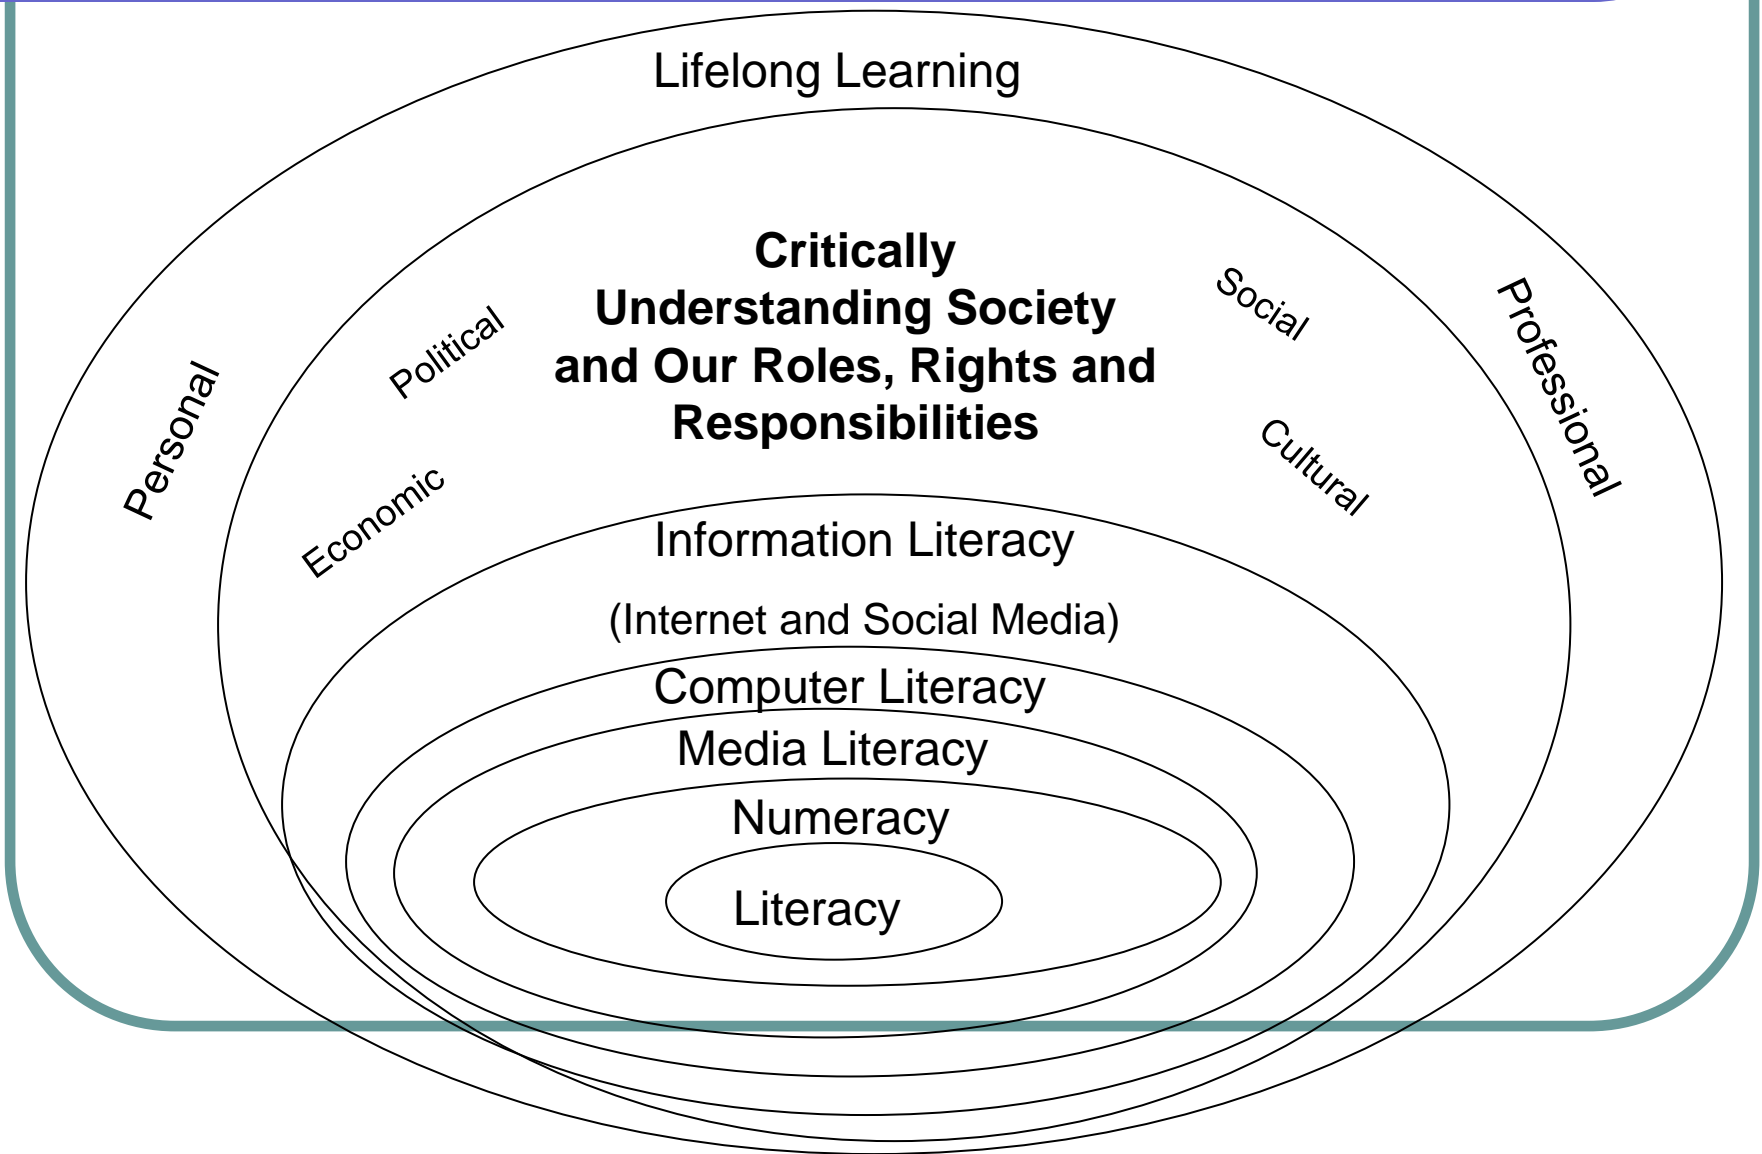 Lifelong Learning
Critically
Understanding Society
and Our Roles, Rights and
Responsibilities
Political
Social
Personal
Professional
Economic
Cultural
Information Literacy
(Internet and Social Media)
Computer Literacy
Media Literacy
Numeracy
Literacy